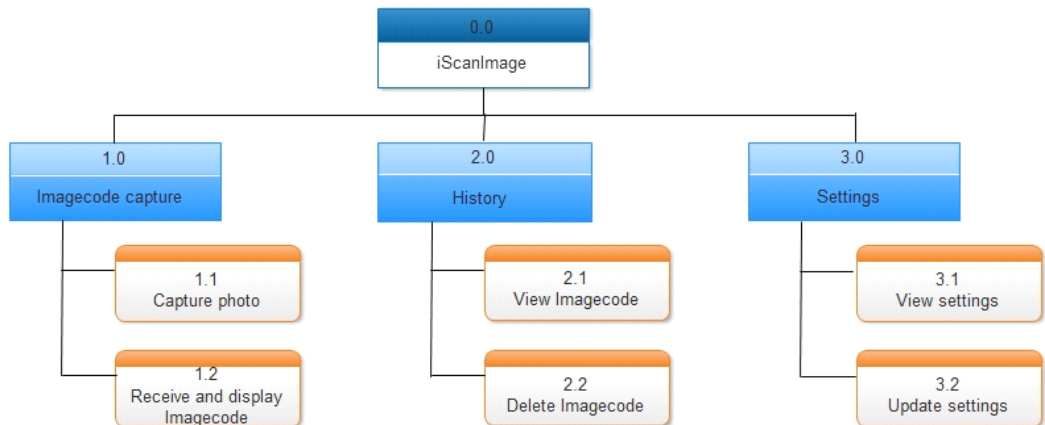 0.0
iScanImage
1.0
Imagecode capture
2.0
History
3.0
Settings
1.1
Capture photo
2.1
View Imagecode
3.1
View settings
1.2
Receive and display
Imagecode
2.2
Delete Imagecode
3.2
Update settings